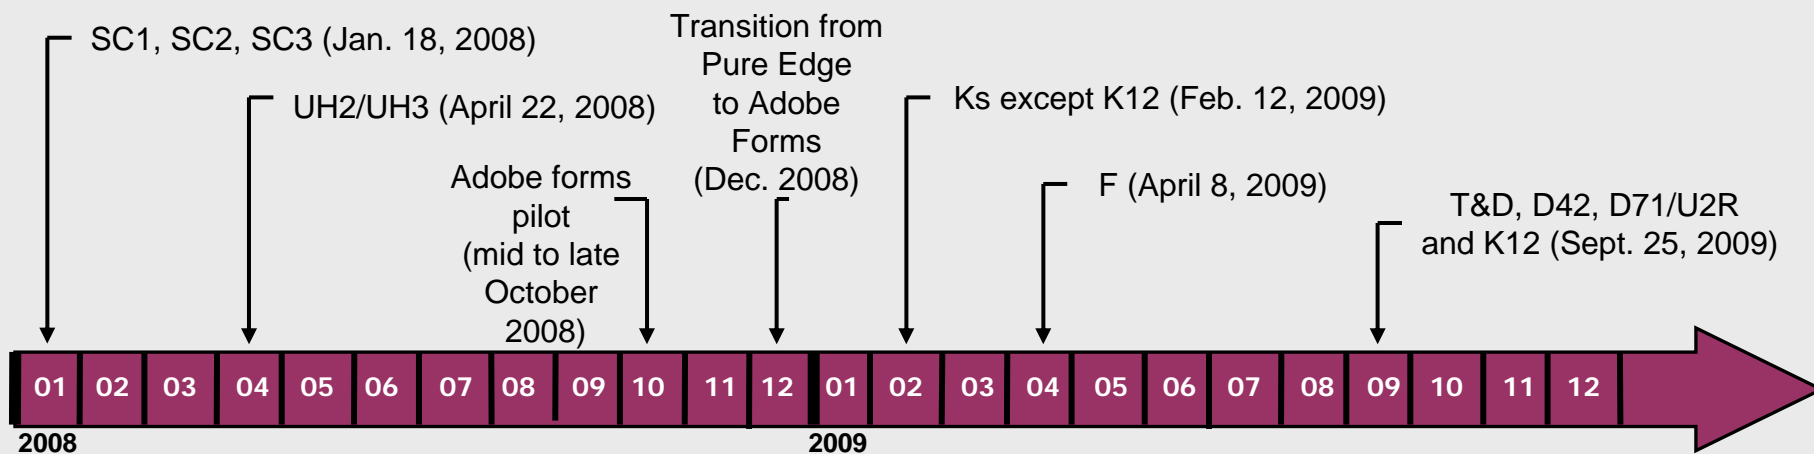 SC1, SC2, SC3 (Jan. 18, 2008)
UH2/UH3 (April 22, 2008)
Adobe forms
pilot
(mid to late
October
2008)
Transition from
Pure Edge
to Adobe
Forms
(Dec. 2008)
Ks except K12 (Feb. 12, 2009)
F (April 8, 2009)
T&D, D42, D71/U2R
and K12 (Sept. 25, 2009)
01 02 03 04 05 06 07 08 09 10 11 12 01 02 03 04 05 06 07 08 09 10 11 12
2008 2009